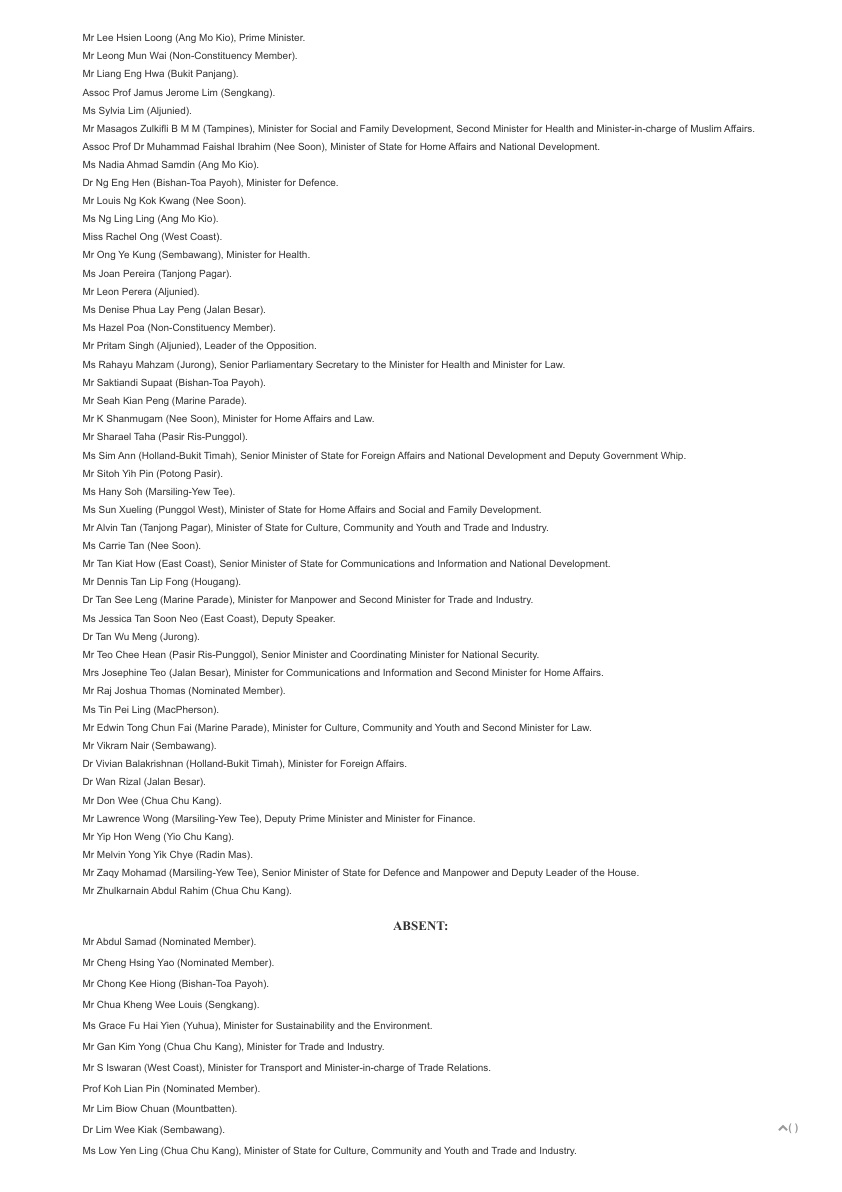 Mr Lee Hsien Loong (Ang Mo Kio), Prime Minister.
Mr Leong Mun Wai (Non-Constituency Member).
Mr Liang Eng Hwa (Bukit Panjang).
Assoc Prof Jamus Jerome Lim (Sengkang).
Ms Sylvia Lim (Aljunied).
Mr Masagos Zulkifli B M M (Tampines), Minister for Social and Family Development, Second Minister for Health and Minister-in-charge of Muslim Affairs.
Assoc Prof Dr Muhammad Faishal Ibrahim (Nee Soon), Minister of State for Home Affairs and National Development.
Ms Nadia Ahmad Samdin (Ang Mo Kio).
Dr Ng Eng Hen (Bishan-Toa Payoh), Minister for Defence.
Mr Louis Ng Kok Kwang (Nee Soon).
Ms Ng Ling Ling (Ang Mo Kio).
Miss Rachel Ong (West Coast).
Mr Ong Ye Kung (Sembawang), Minister for Health.
Ms Joan Pereira (Tanjong Pagar).
Mr Leon Perera (Aljunied).
Ms Denise Phua Lay Peng (Jalan Besar).
Ms Hazel Poa (Non-Constituency Member).
Mr Pritam Singh (Aljunied), Leader of the Opposition.
Ms Rahayu Mahzam (Jurong), Senior Parliamentary Secretary to the Minister for Health and Minister for Law.
Mr Saktiandi Supaat (Bishan-Toa Payoh).
Mr Seah Kian Peng (Marine Parade).
Mr K Shanmugam (Nee Soon), Minister for Home Affairs and Law.
Mr Sharael Taha (Pasir Ris-Punggol).
Ms Sim Ann (Holland-Bukit Timah), Senior Minister of State for Foreign Affairs and National Development and Deputy Government Whip.
Mr Sitoh Yih Pin (Potong Pasir).
Ms Hany Soh (Marsiling-Yew Tee).
Ms Sun Xueling (Punggol West), Minister of State for Home Affairs and Social and Family Development.
Mr Alvin Tan (Tanjong Pagar), Minister of State for Culture, Community and Youth and Trade and Industry.
Ms Carrie Tan (Nee Soon).
Mr Tan Kiat How (East Coast), Senior Minister of State for Communications and Information and National Development.
Mr Dennis Tan Lip Fong (Hougang).
Dr Tan See Leng (Marine Parade), Minister for Manpower and Second Minister for Trade and Industry.
Ms Jessica Tan Soon Neo (East Coast), Deputy Speaker.
Dr Tan Wu Meng (Jurong).
Mr Teo Chee Hean (Pasir Ris-Punggol), Senior Minister and Coordinating Minister for National Security.
Mrs Josephine Teo (Jalan Besar), Minister for Communications and Information and Second Minister for Home Affairs.
Mr Raj Joshua Thomas (Nominated Member).
Ms Tin Pei Ling (MacPherson).
Mr Edwin Tong Chun Fai (Marine Parade), Minister for Culture, Community and Youth and Second Minister for Law.
Mr Vikram Nair (Sembawang).
Dr Vivian Balakrishnan (Holland-Bukit Timah), Minister for Foreign Affairs.
Dr Wan Rizal (Jalan Besar).
Mr Don Wee (Chua Chu Kang).
Mr Lawrence Wong (Marsiling-Yew Tee), Deputy Prime Minister and Minister for Finance.
Mr Yip Hon Weng (Yio Chu Kang).
Mr Melvin Yong Yik Chye (Radin Mas).
Mr Zaqy Mohamad (Marsiling-Yew Tee), Senior Minister of State for Defence and Manpower and Deputy Leader of the House.
Mr Zhulkarnain Abdul Rahim (Chua Chu Kang).
ABSENT:
Mr Abdul Samad (Nominated Member).
Mr Cheng Hsing Yao (Nominated Member).
Mr Chong Kee Hiong (Bishan-Toa Payoh).
Mr Chua Kheng Wee Louis (Sengkang).
Ms Grace Fu Hai Yien (Yuhua), Minister for Sustainability and the Environment.
Mr Gan Kim Yong (Chua Chu Kang), Minister for Trade and Industry.
Mr S Iswaran (West Coast), Minister for Transport and Minister-in-charge of Trade Relations.
Prof Koh Lian Pin (Nominated Member).
Mr Lim Biow Chuan (Mountbatten).
Dr Lim Wee Kiak (Sembawang).
( )
Ms Low Yen Ling (Chua Chu Kang), Minister of State for Culture, Community and Youth and Trade and Industry.